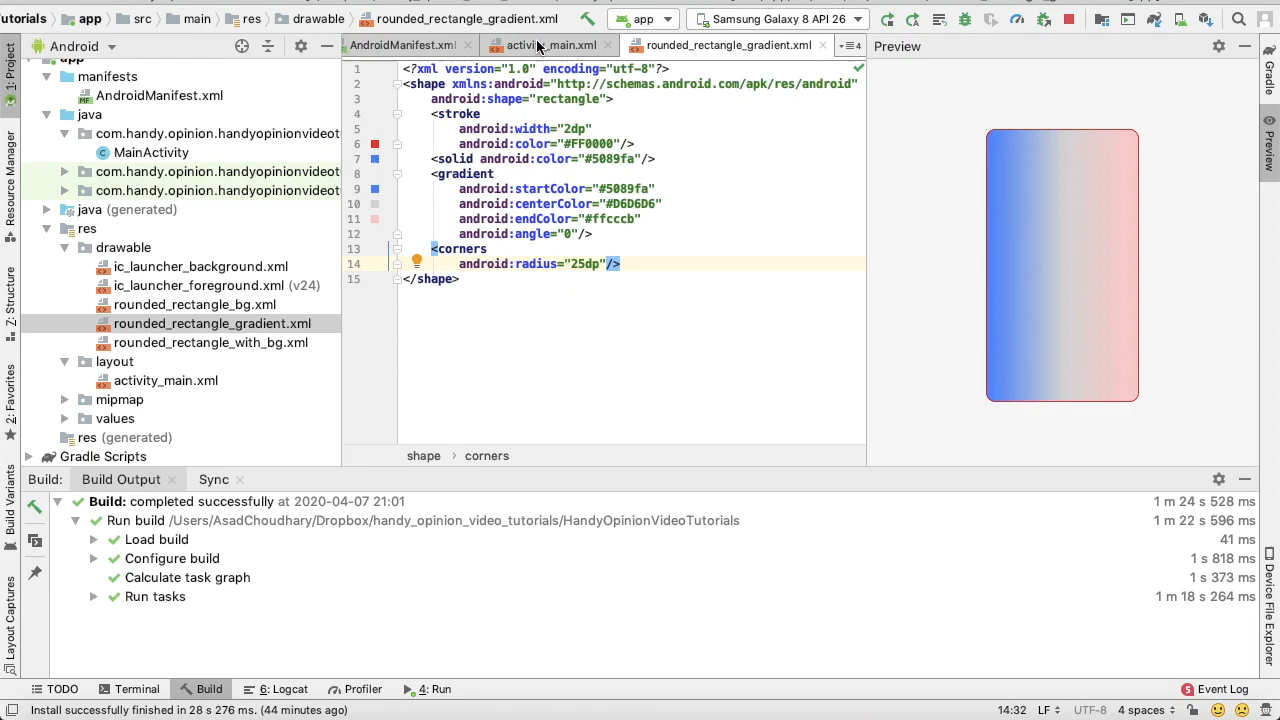 utorials
app
src
main
res
drawable
rounded_rectangle_gradient.xml
app
Samsung Galaxy 8 API 26
Android
AndroidManifest.xml
activity_main.xml
rounded_rectangle_gradient.xml
4
Preview
1: Project
Resource Manager
7: Structure
2: Favorites
Build Variants
Layout Captures
app
manifests
AndroidManifest.xml
java
com.handy.opinion.handyopinionvideot
MainActivity
com.handy.opinion.handyopinionvideot
com.handy.opinion.handyopinionvideot
java (generated)
res
drawable
ic_launcher_background.xml
ic_launcher_foreground.xml (v24)
rounded_rectangle_bg.xml
rounded_rectangle_gradient.xml
rounded_rectangle_with_bg.xml
layout
activity_main.xml
mipmap
values
res (generated)
Gradle Scripts
1 <?xml version="1.0" encoding="utf-8"?>
2 <shape xmlns:android="http://schemas.android.com/apk/res/android"
3 android:shape="rectangle">
4 <stroke
5 android:width="2dp"
6 android:color="#FF0000"/>
7 <solid android:color="#5089fa"/>
8 <gradient
9 android:startColor="#5089fa"
10 android:centerColor="#D6D6D6"
11 android:endColor="#ffcccb"
12 android:angle="0"/>
13 <corners
14 android:radius="25dp"/>
15 </shape>
shape › corners
Gradle
Preview
Device File Explorer
Build:
Build Output
Sync
Build: completed successfully at 2020-04-07 21:01
1 m 24 s 528 ms
Run build /Users/AsadChoudhary/Dropbox/handy_opinion_video_tutorials/HandyOpinionVideoTutorials
1 m 22 s 596 ms
Load build
41 ms
Configure build
1 s 818 ms
Calculate task graph
1 s 373 ms
Run tasks
1 m 18 s 264 ms
TODO
Terminal
Build
6: Logcat
Profiler
4: Run
5 Event Log
Install successfully finished in 28 s 276 ms. (44 minutes ago)
14:32
LF
UTF-8
4 spaces